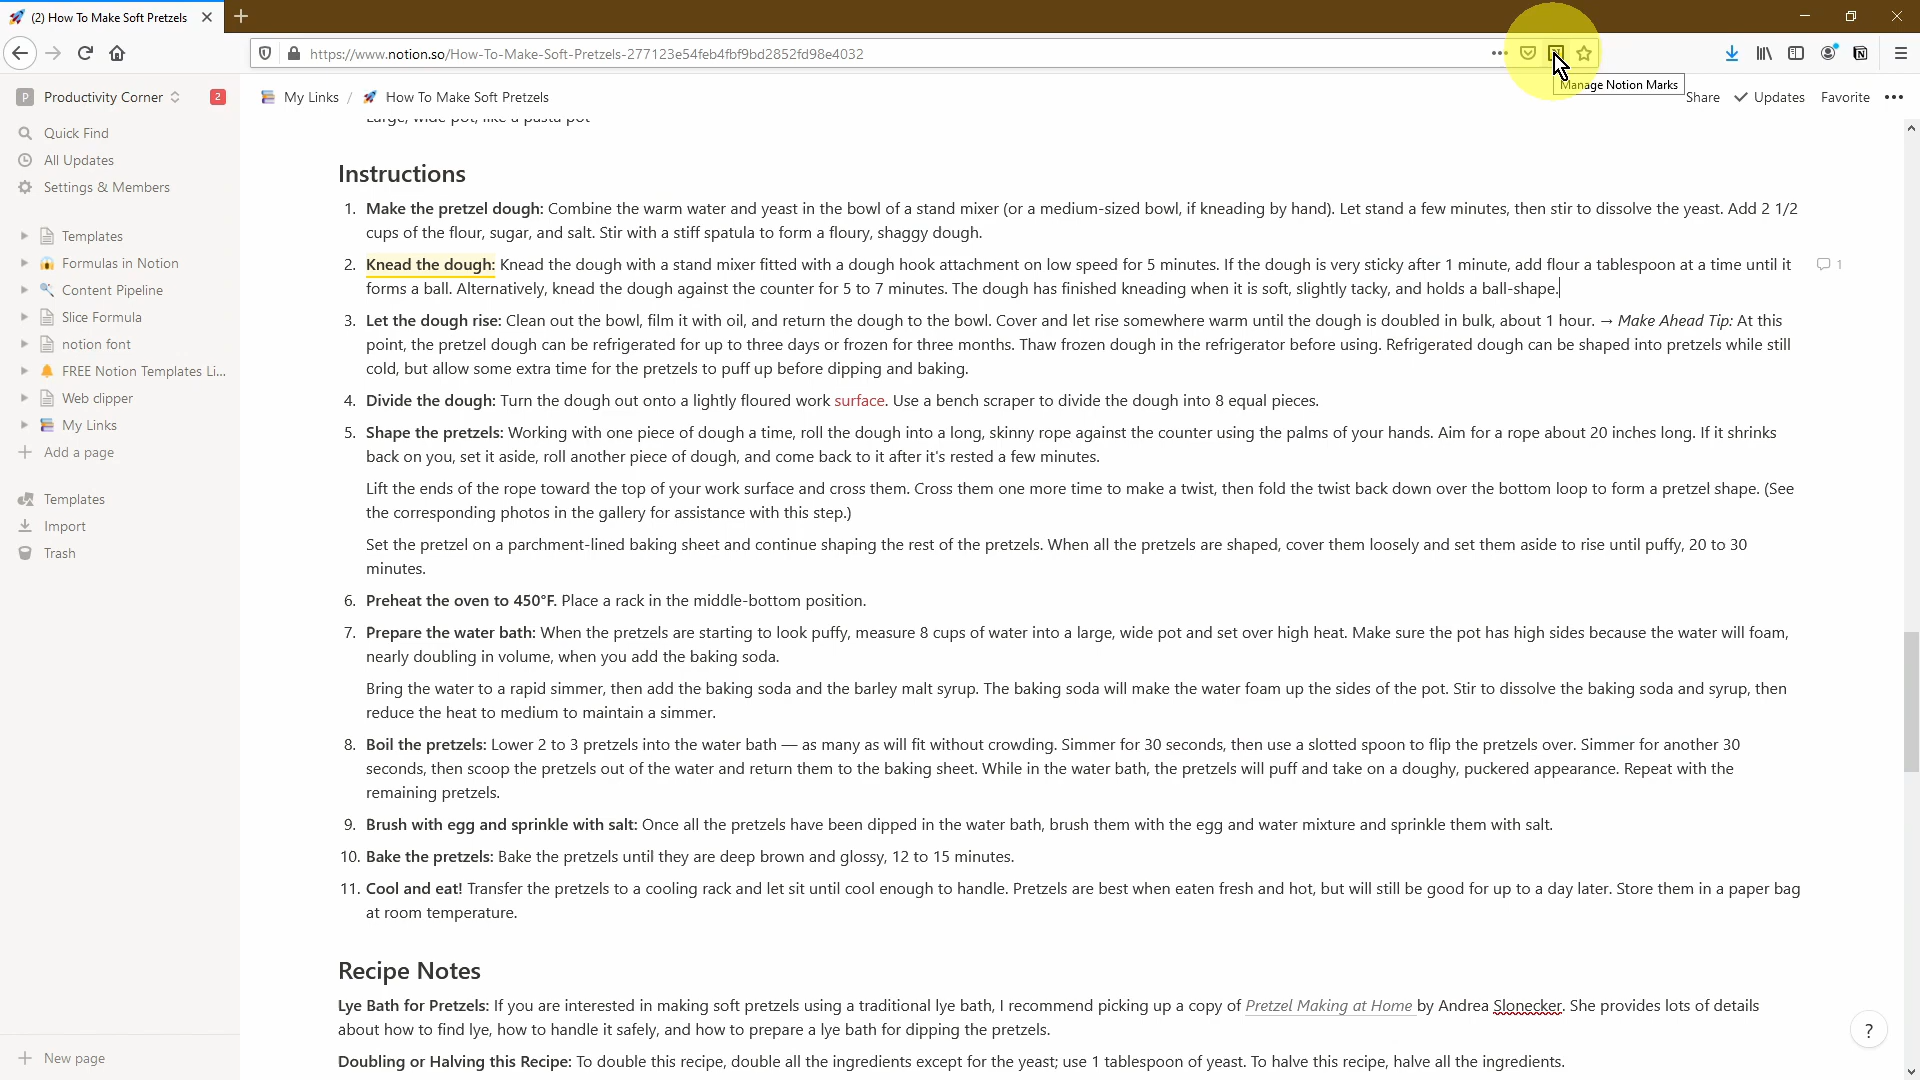 (2) How To Make Soft Pretzels
https://www.notion.so/How-To-Make-Soft-Pretzels-277123e54feb4fbf9bd2852fd98e4032
Manage Notion Marks
P Productivity Corner 2
My Links / How To Make Soft Pretzels
Share Updates Favorite
Quick Find
All Updates
Settings & Members
Templates
Formulas in Notion
Content Pipeline
Slice Formula
notion font
FREE Notion Templates Li...
Web clipper
My Links
Add a page
Templates
Import
Trash
New page
Large, wide pot, like a pasta pot
Instructions
1. Make the pretzel dough: Combine the warm water and yeast in the bowl of a stand mixer (or a medium-sized bowl, if kneading by hand). Let stand a few minutes, then stir to dissolve the yeast. Add 2 1/2
cups of the flour, sugar, and salt. Stir with a stiff spatula to form a floury, shaggy dough.
2. Knead the dough: Knead the dough with a stand mixer fitted with a dough hook attachment on low speed for 5 minutes. If the dough is very sticky after 1 minute, add flour a tablespoon at a time until it
forms a ball. Alternatively, knead the dough against the counter for 5 to 7 minutes. The dough has finished kneading when it is soft, slightly tacky, and holds a ball-shape.
1
3. Let the dough rise: Clean out the bowl, film it with oil, and return the dough to the bowl. Cover and let rise somewhere warm until the dough is doubled in bulk, about 1 hour. → Make Ahead Tip: At this
point, the pretzel dough can be refrigerated for up to three days or frozen for three months. Thaw frozen dough in the refrigerator before using. Refrigerated dough can be shaped into pretzels while still
cold, but allow some extra time for the pretzels to puff up before dipping and baking.
4. Divide the dough: Turn the dough out onto a lightly floured work surface. Use a bench scraper to divide the dough into 8 equal pieces.
5. Shape the pretzels: Working with one piece of dough a time, roll the dough into a long, skinny rope against the counter using the palms of your hands. Aim for a rope about 20 inches long. If it shrinks
back on you, set it aside, roll another piece of dough, and come back to it after it's rested a few minutes.
Lift the ends of the rope toward the top of your work surface and cross them. Cross them one more time to make a twist, then fold the twist back down over the bottom loop to form a pretzel shape. (See
the corresponding photos in the gallery for assistance with this step.)
Set the pretzel on a parchment-lined baking sheet and continue shaping the rest of the pretzels. When all the pretzels are shaped, cover them loosely and set them aside to rise until puffy, 20 to 30
minutes.
6. Preheat the oven to 450°F. Place a rack in the middle-bottom position.
7. Prepare the water bath: When the pretzels are starting to look puffy, measure 8 cups of water into a large, wide pot and set over high heat. Make sure the pot has high sides because the water will foam,
nearly doubling in volume, when you add the baking soda.
Bring the water to a rapid simmer, then add the baking soda and the barley malt syrup. The baking soda will make the water foam up the sides of the pot. Stir to dissolve the baking soda and syrup, then
reduce the heat to medium to maintain a simmer.
8. Boil the pretzels: Lower 2 to 3 pretzels into the water bath — as many as will fit without crowding. Simmer for 30 seconds, then use a slotted spoon to flip the pretzels over. Simmer for another 30
seconds, then scoop the pretzels out of the water and return them to the baking sheet. While in the water bath, the pretzels will puff and take on a doughy, puckered appearance. Repeat with the
remaining pretzels.
9. Brush with egg and sprinkle with salt: Once all the pretzels have been dipped in the water bath, brush them with the egg and water mixture and sprinkle them with salt.
10. Bake the pretzels: Bake the pretzels until they are deep brown and glossy, 12 to 15 minutes.
11. Cool and eat! Transfer the pretzels to a cooling rack and let sit until cool enough to handle. Pretzels are best when eaten fresh and hot, but will still be good for up to a day later. Store them in a paper bag
at room temperature.
Recipe Notes
Lye Bath for Pretzels: If you are interested in making soft pretzels using a traditional lye bath, I recommend picking up a copy of Pretzel Making at Home by Andrea Slonecker. She provides lots of details
about how to find lye, how to handle it safely, and how to prepare a lye bath for dipping the pretzels.
Doubling or Halving this Recipe: To double this recipe, double all the ingredients except for the yeast; use 1 tablespoon of yeast. To halve this recipe, halve all the ingredients.
?